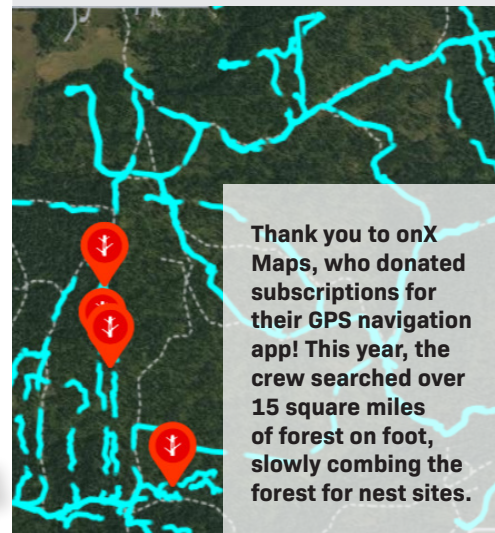 Thank you to onX
Maps, who donated
subscriptions for
their GPS navigation
app! This year, the
crew searched over
15 square miles
of forest on foot,
slowly combing the
forest for nest sites.